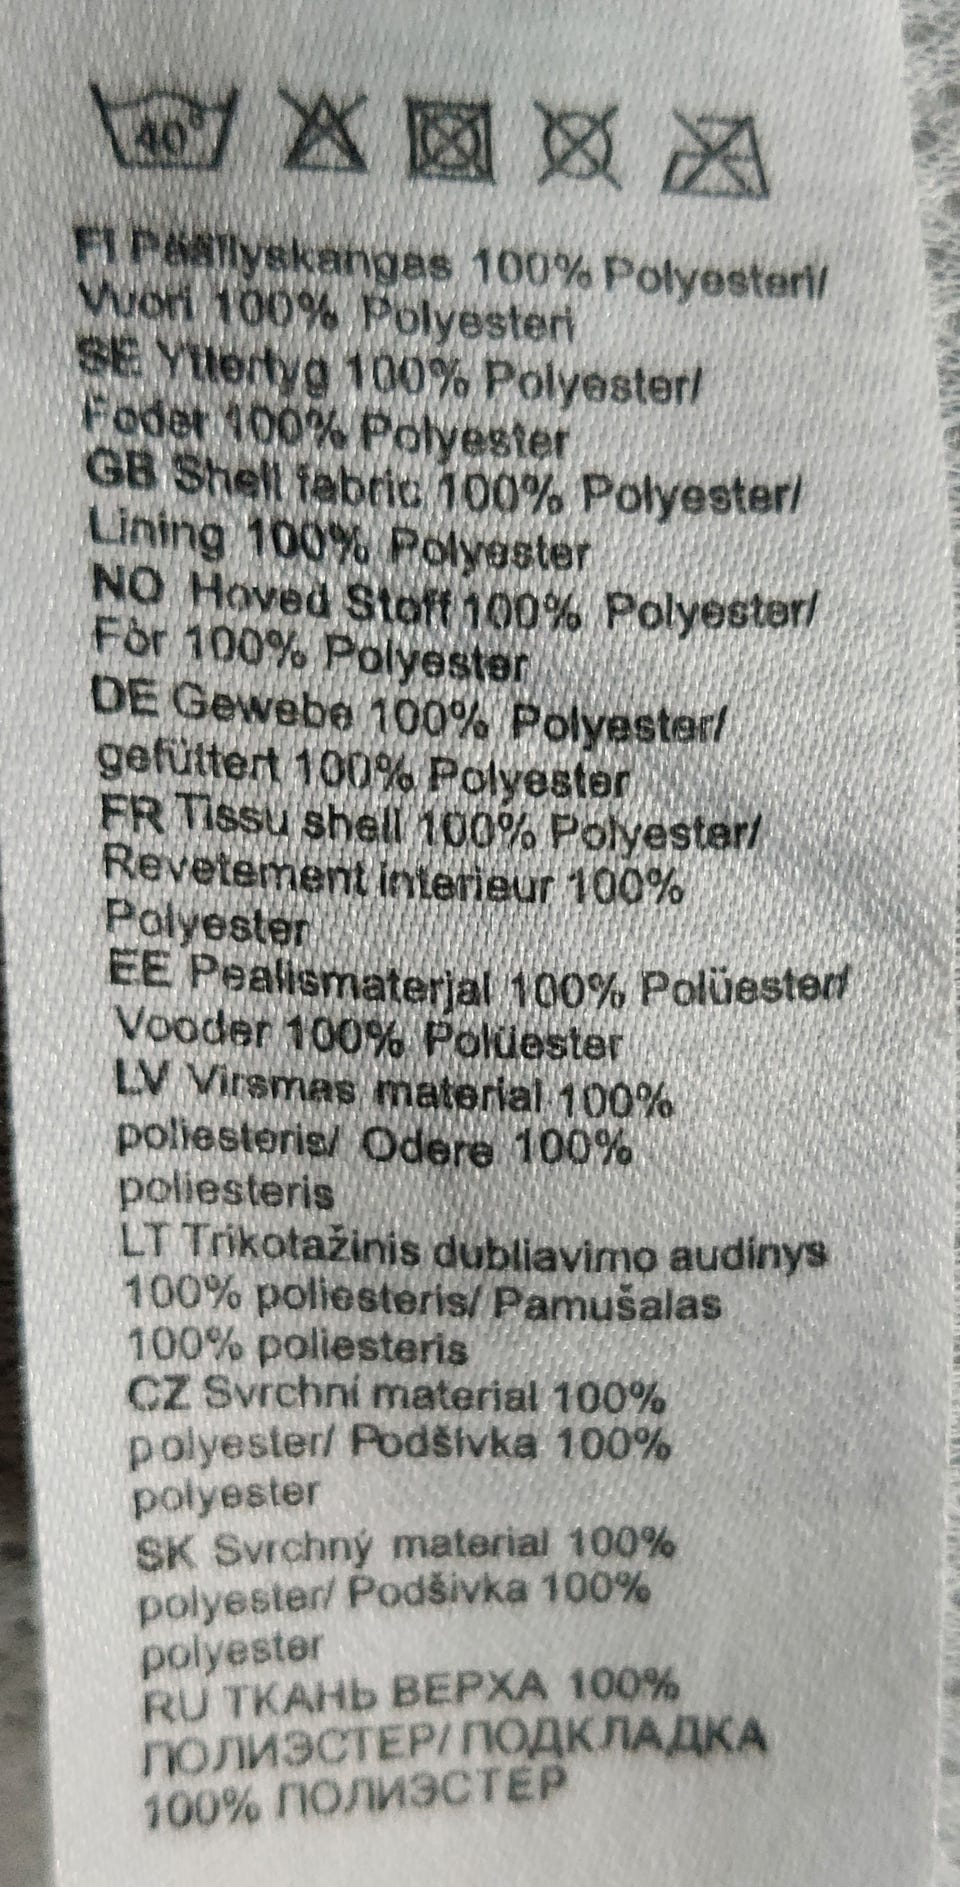 40°
FI Päällyskangas 100% Polyesteri/
Vuori 100% Polyesteri
SE Yttertyg 100% Polyester/
Foder 100% Polyester
GB Shell fabric 100% Polyester/
Lining 100% Polyester
NO Hoved Stoff 100% Polyester/
Fòr 100% Polyester
DE Gewebe 100% Polyester/
gefüttert 100% Polyester
FR Tissu shell 100% Polyester/
Revetement interieur 100%
Polyester
EE Pealismaterjal 100% Polüester/
Vooder 100% Polüester
LV Virsmas material 100%
poliesteris/ Odere 100%
poliesteris
LT Trikotažinis dubliavimo audinys
100% poliesteris/ Pamušalas
100% poliesteris
CZ Svrchní material 100%
polyester/ Podšívka 100%
polyester
SK Svrchný material 100%
polyester/ Podšivka 100%
polyester
RU ТКАНЬ ВЕРХА 100%
ПОЛИЭСТЕР/ ПОДКЛАДКА
100% ПОЛИЭСТЕР